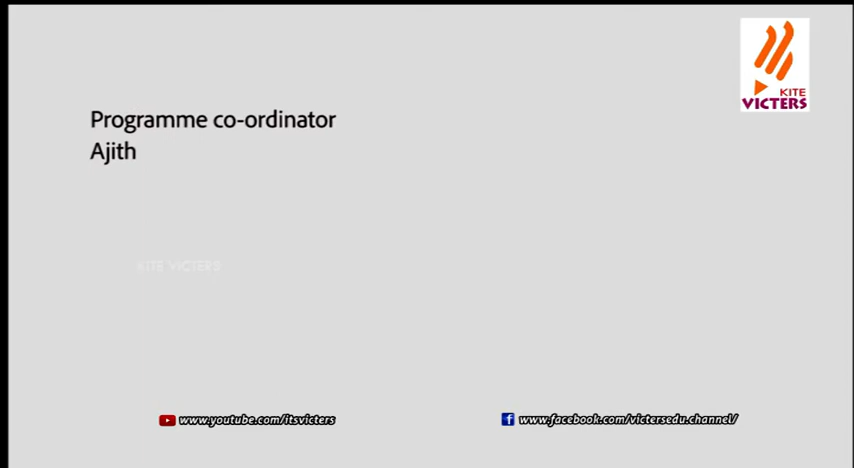 KITE
VICTERS
Programme co-ordinator
Ajith
KITE VICTERS
www.youtube.com/itsvicters
www.facebook.com/victersedu.channel/